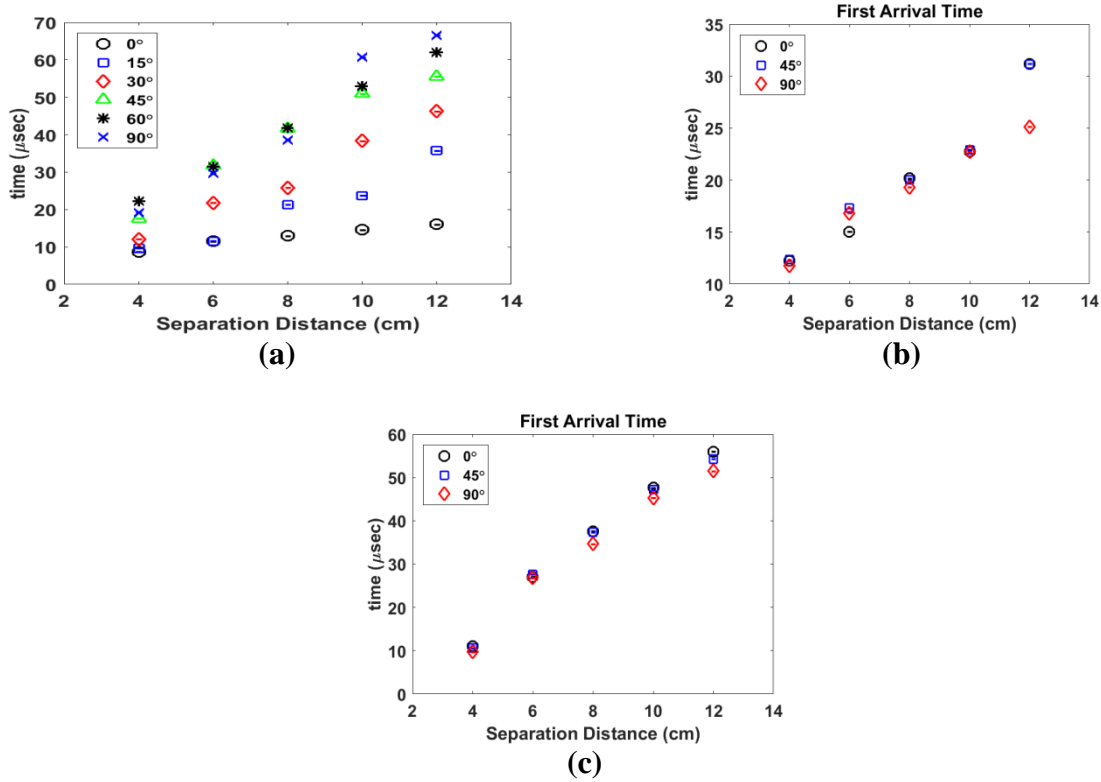 70
60
50
40
30
20
10
0
time (μsec)
0°
15°
30°
45°
60°
90°
2 4 6 8 10 12 14
Separation Distance (cm)
(a)
First Arrival Time
35
30
25
20
15
10
time (μsec)
0°
45°
90°
2 4 6 8 10 12 14
Separation Distance (cm)
(b)
First Arrival Time
60
50
40
30
20
10
0
time (μsec)
0°
45°
90°
2 4 6 8 10 12 14
Separation Distance (cm)
(c)